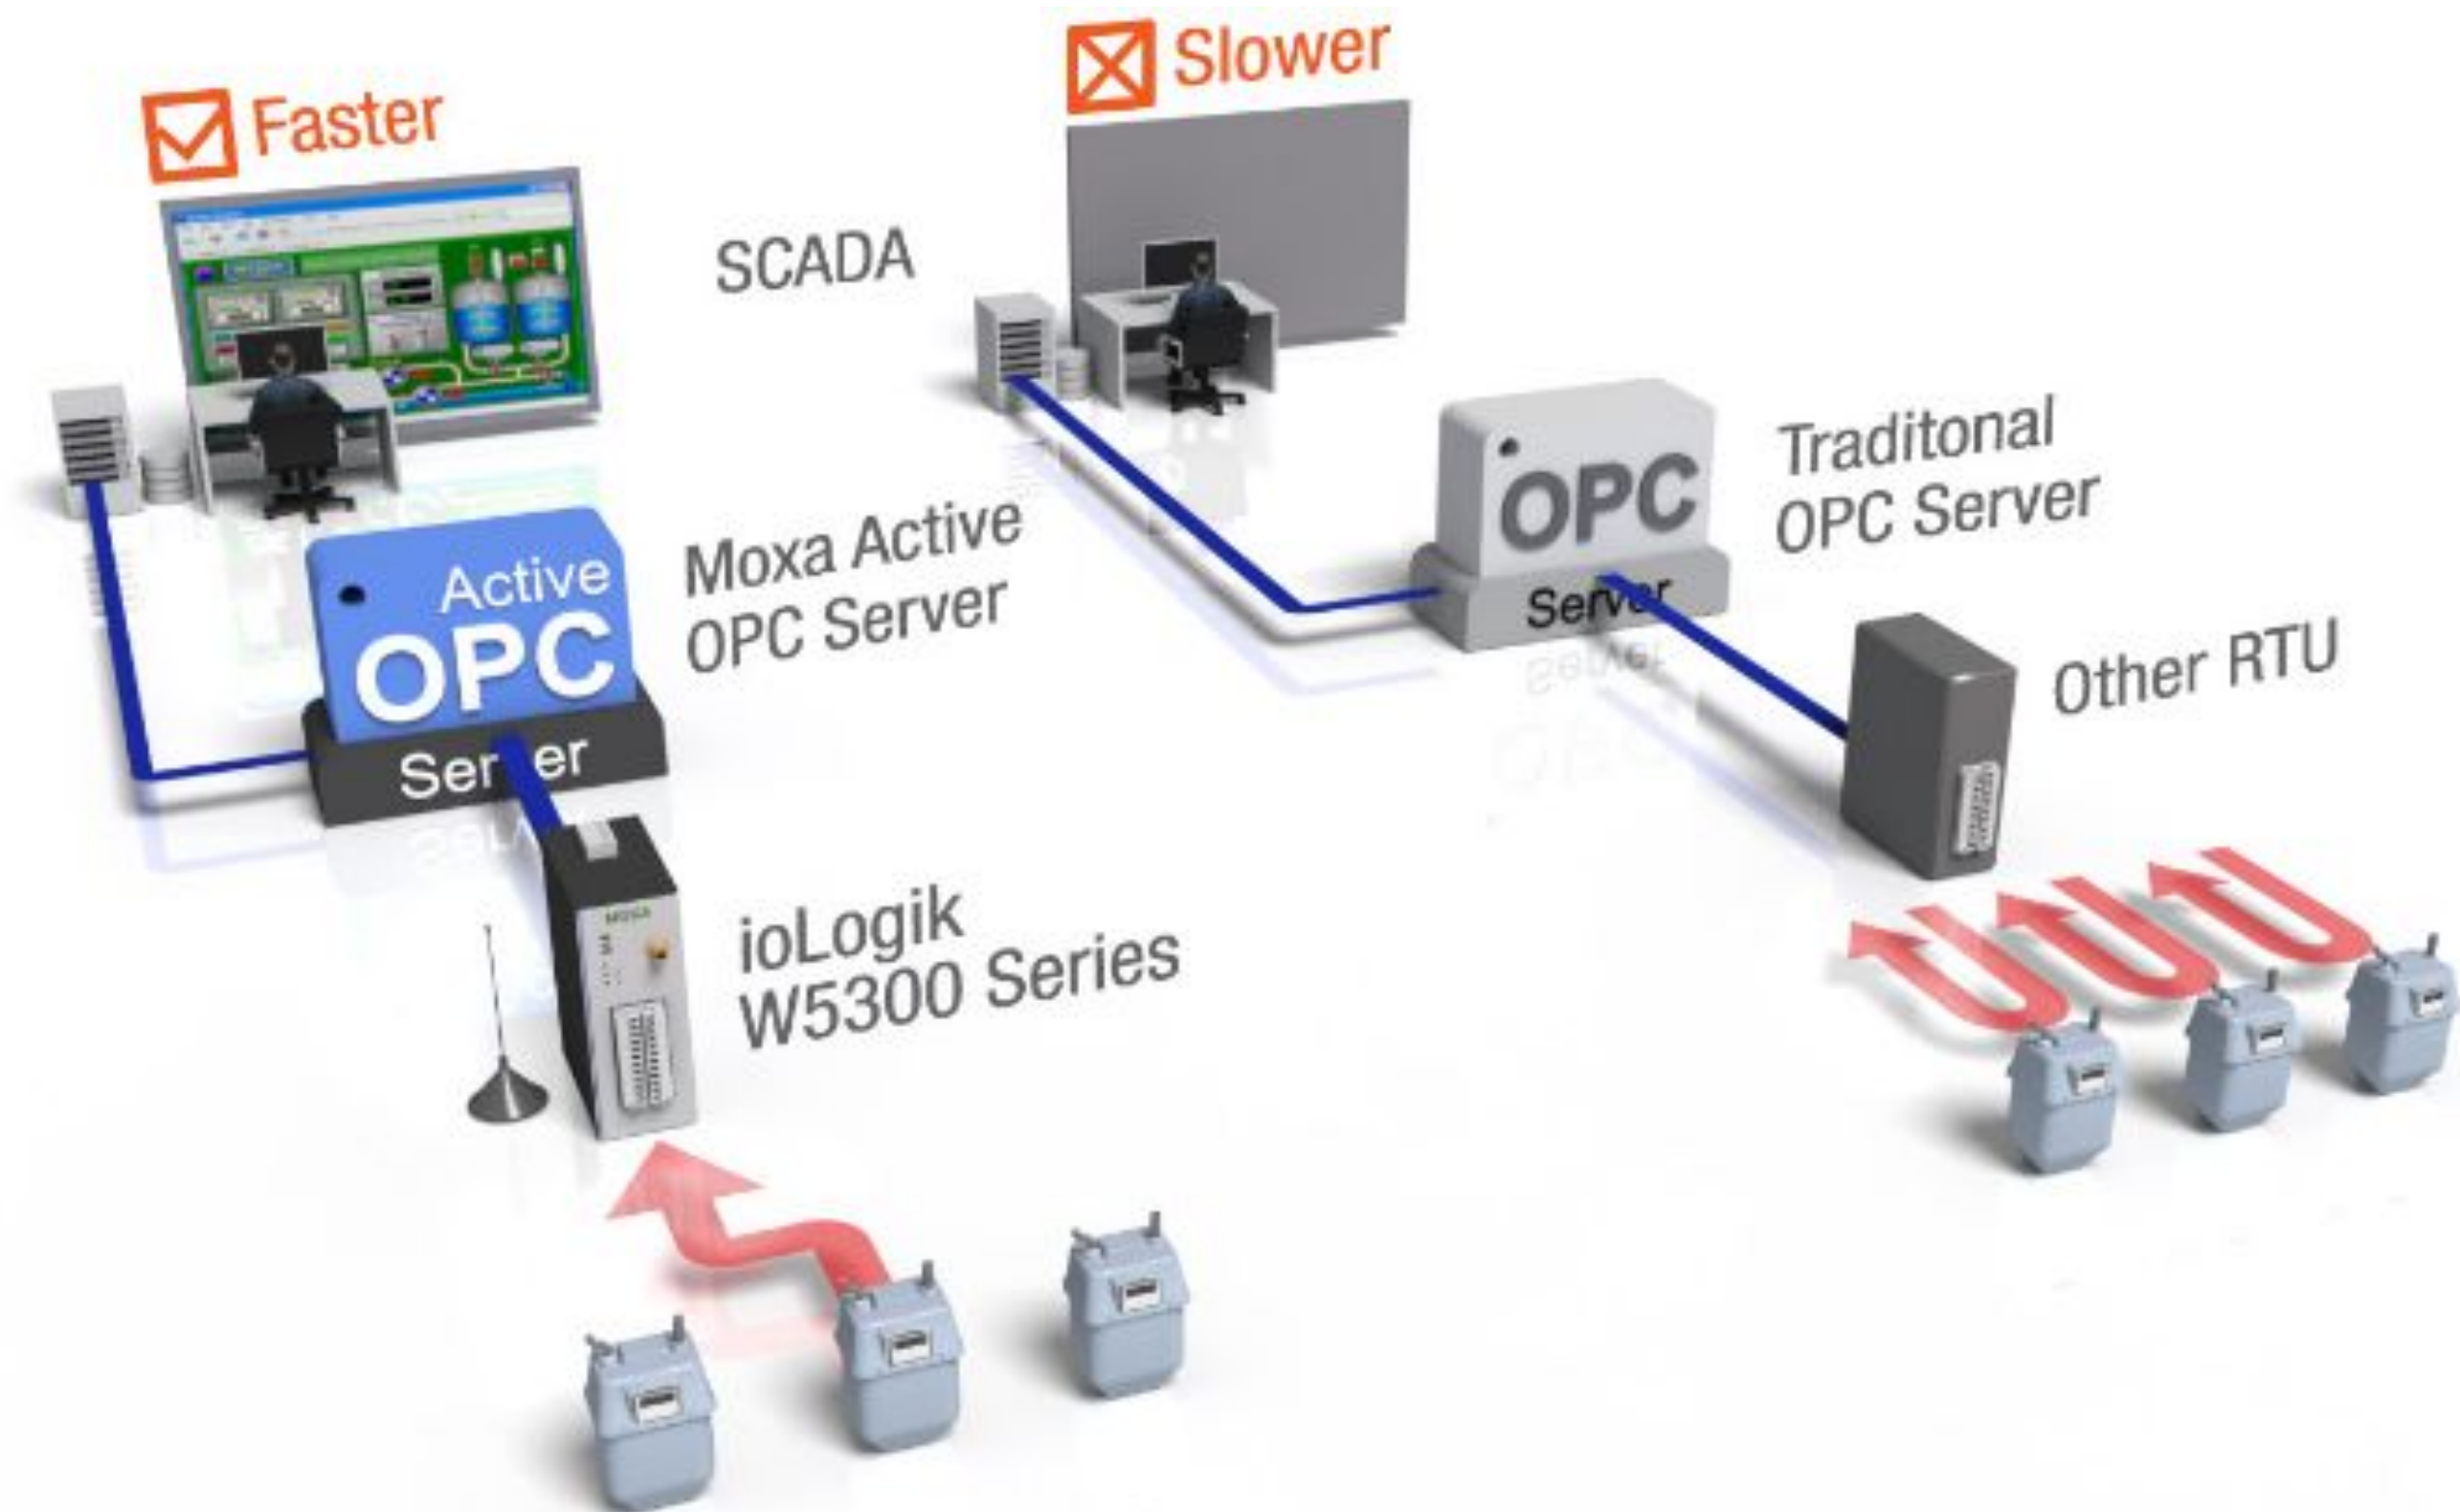 Faster
Slower
SCADA
Active
OPC
Server
Moxa Active
OPC Server
OPC
Server
Traditonal
OPC Server
Other RTU
MOXA
ioLogik
W5300 Series